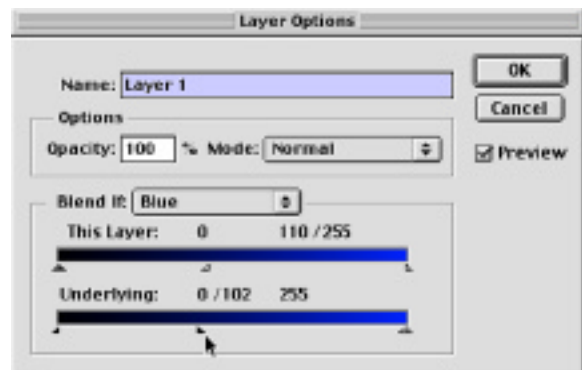 Layer Options
Name: Layer 1
OK
Cancel
Preview
Options
Opacity: 100 % Mode: Normal
Blend If: Blue
This Layer: 0 110 / 255
Underlying: 0 / 102 255